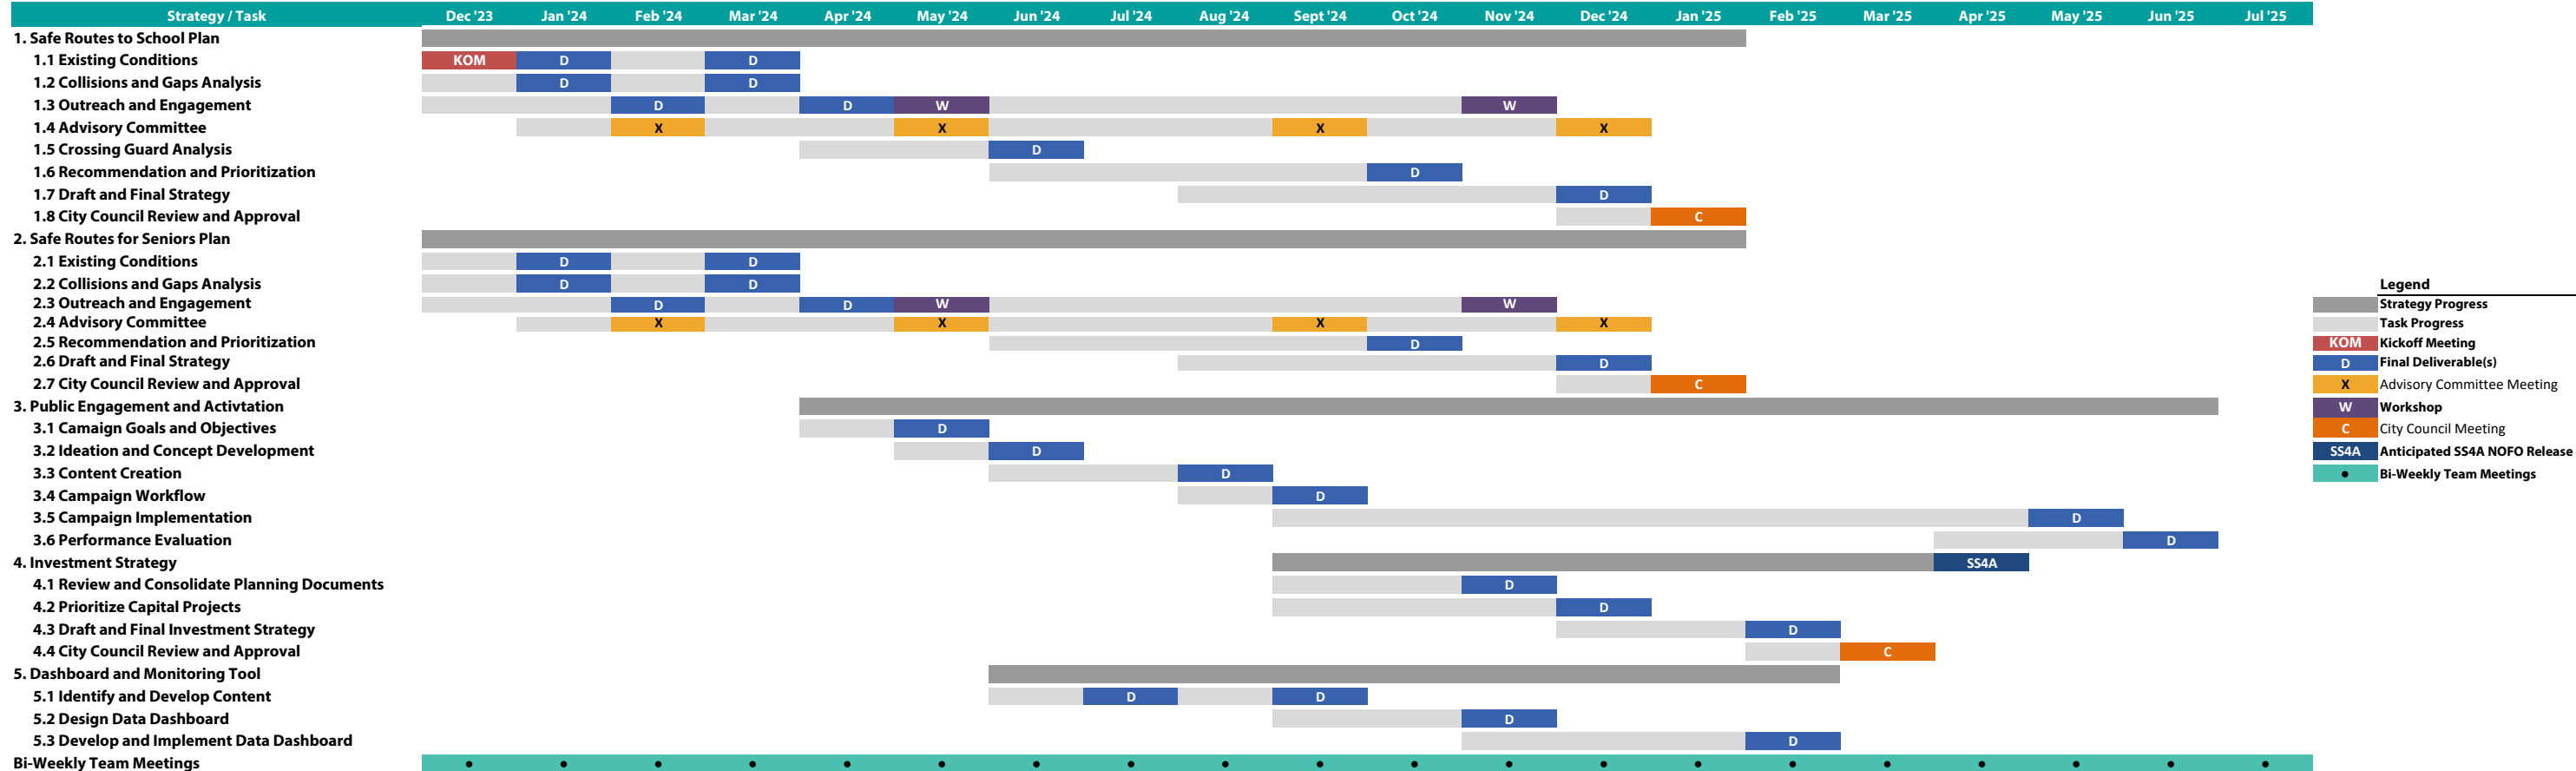 Strategy / Task Dec '23 Jan '24 Feb '24 Mar '24 Apr '24 May '24 Jun '24 Jul '24 Aug '24 Sept '24 Oct '24 Nov '24 Dec '24 Jan '25 Feb '25 Mar '25 Apr '25 May '25 Jun '25 Jul '25
1. Safe Routes to School Plan
1.1 Existing Conditions KOM D D
1.2 Collisions and Gaps Analysis D D
1.3 Outreach and Engagement D D W W
1.4 Advisory Committee X X X X
1.5 Crossing Guard Analysis D
1.6 Recommendation and Prioritization D
1.7 Draft and Final Strategy D
1.8 City Council Review and Approval C
2. Safe Routes for Seniors Plan
2.1 Existing Conditions D D
2.2 Collisions and Gaps Analysis D D
2.3 Outreach and Engagement D D W W
2.4 Advisory Committee X X X X
2.5 Recommendation and Prioritization D
2.6 Draft and Final Strategy D
2.7 City Council Review and Approval C
3. Public Engagement and Activtation
3.1 Camaign Goals and Objectives D
3.2 Ideation and Concept Development D
3.3 Content Creation D
3.4 Campaign Workflow D
3.5 Campaign Implementation D
3.6 Performance Evaluation D
4. Investment Strategy SS4A
4.1 Review and Consolidate Planning Documents D
4.2 Prioritize Capital Projects D
4.3 Draft and Final Investment Strategy D
4.4 City Council Review and Approval C
5. Dashboard and Monitoring Tool
5.1 Identify and Develop Content D D
5.2 Design Data Dashboard D
5.3 Develop and Implement Data Dashboard D
Bi-Weekly Team Meetings • • • • • • • • • • • • • • • • • • • •
Legend
Strategy Progress
Task Progress
KOM Kickoff Meeting
D Final Deliverable(s)
X Advisory Committee Meeting
W Workshop
C City Council Meeting
SS4A Anticipated SS4A NOFO Release
• Bi-Weekly Team Meetings